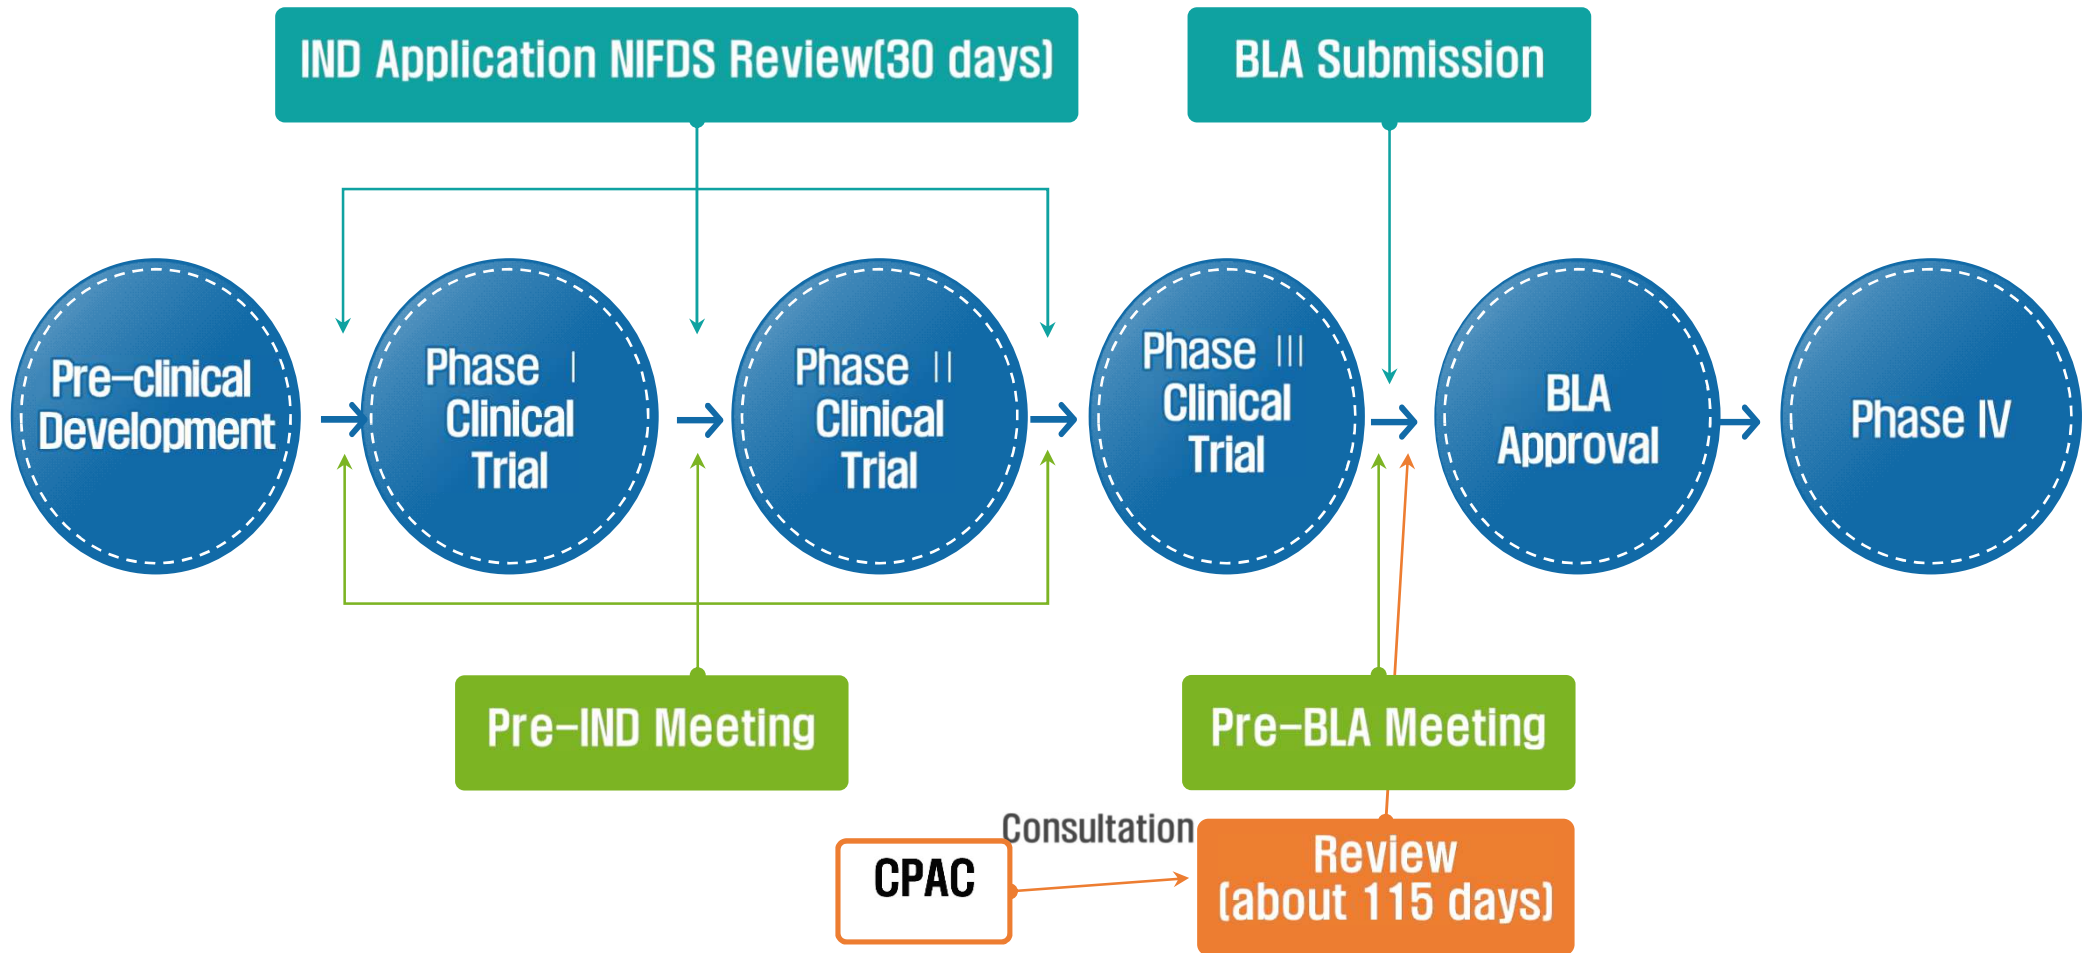 IND Application NIFDS Review(30 days)
BLA Submission
Pre-clinical
Development
Phase Ⅰ
Clinical
Trial
Phase Ⅱ
Clinical
Trial
Phase Ⅲ
Clinical
Trial
BLA
Approval
Phase IV
Pre-IND Meeting
Pre-BLA Meeting
Consultation
CPAC
Review
(about 115 days)